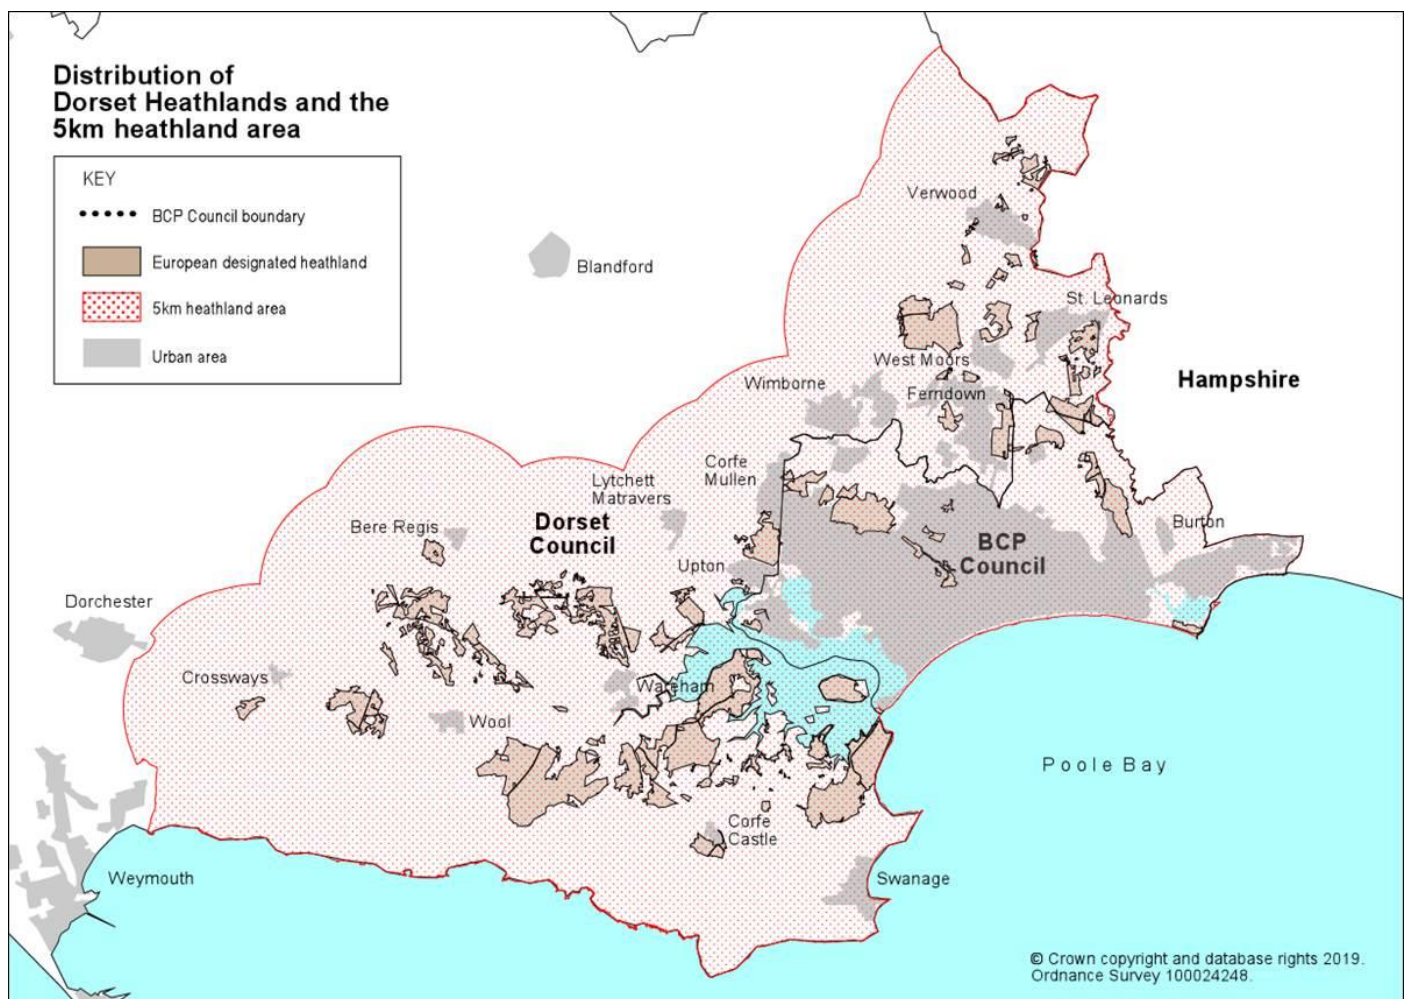 Distribution of
Dorset Heathlands and the
5km heathland area
KEY
BCP Council boundary
European designated heathland
5km heathland area
Urban area
Blandford
Verwood
St. Leonards
West Moors
Hampshire
Wimborne
Ferndown
Corfe
Mullen
Lytchett
Matravers
Bere Regis
Dorset
Council
Burton
BCP
Council
Upton
Dorchester
Crossways
Wareham
Wool
Poole Bay
Corfe
Castle
Weymouth
Swanage
© Crown copyright and database rights 2019.
Ordnance Survey 100024248.